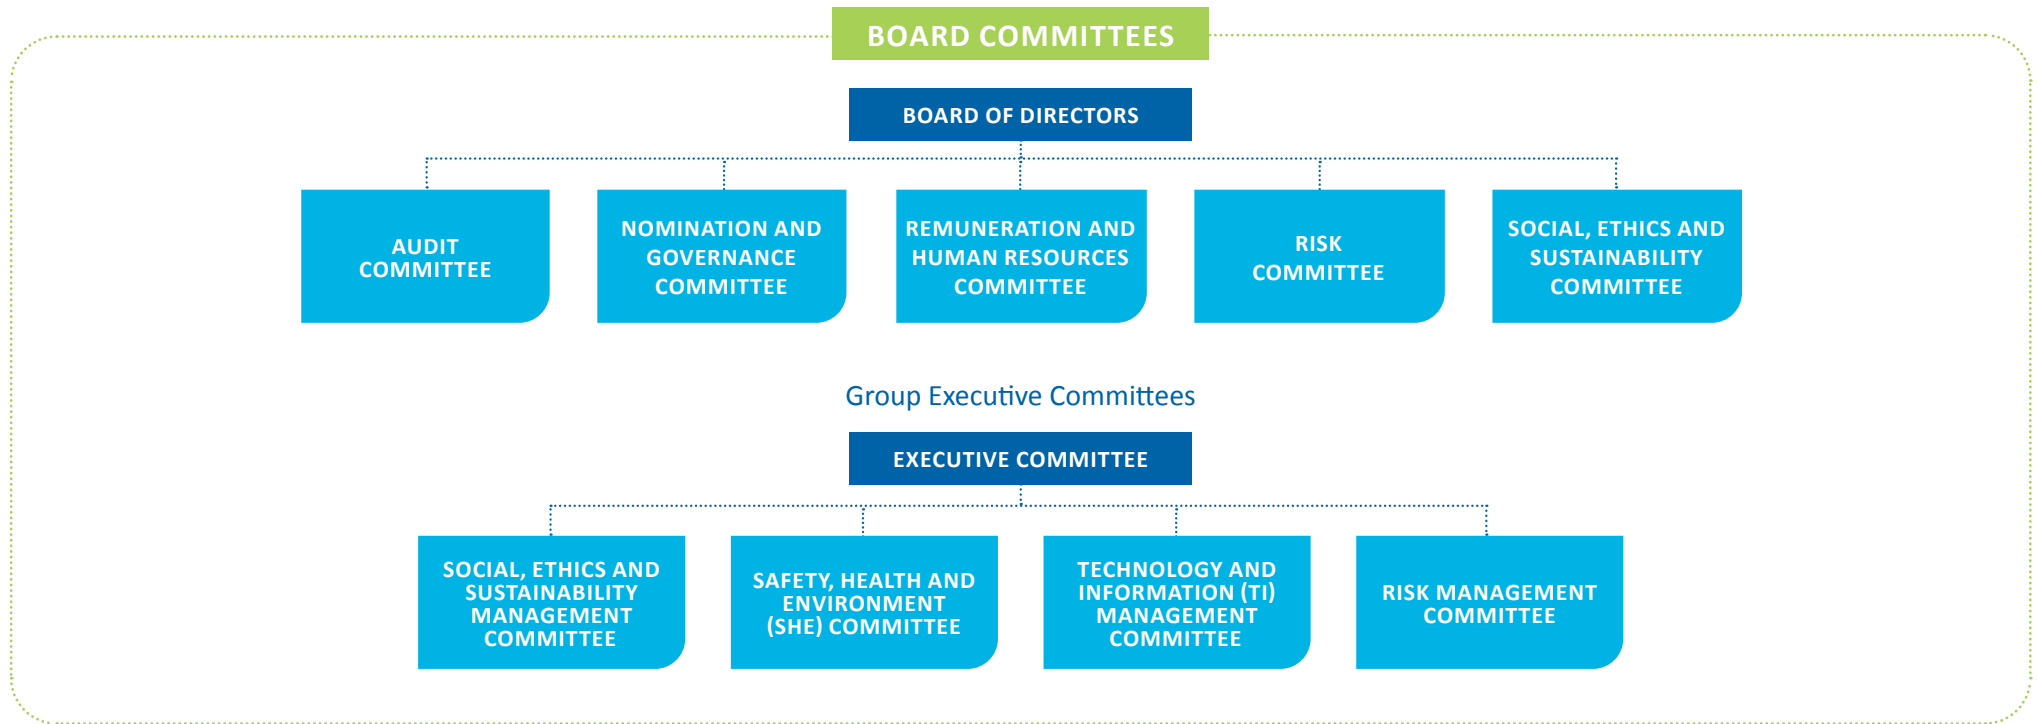 BOARD COMMITTEES
BOARD OF DIRECTORS
AUDIT
COMMITTEE
NOMINATION AND
GOVERNANCE
COMMITTEE
REMUNERATION AND
HUMAN RESOURCES
COMMITTEE
RISK
COMMITTEE
SOCIAL, ETHICS AND
SUSTAINABILITY
COMMITTEE
Group Executive Committees
EXECUTIVE COMMITTEE
SOCIAL, ETHICS AND
SUSTAINABILITY
MANAGEMENT
COMMITTEE
SAFETY, HEALTH AND
ENVIRONMENT
(SHE) COMMITTEE
TECHNOLOGY AND
INFORMATION (TI)
MANAGEMENT
COMMITTEE
RISK MANAGEMENT
COMMITTEE